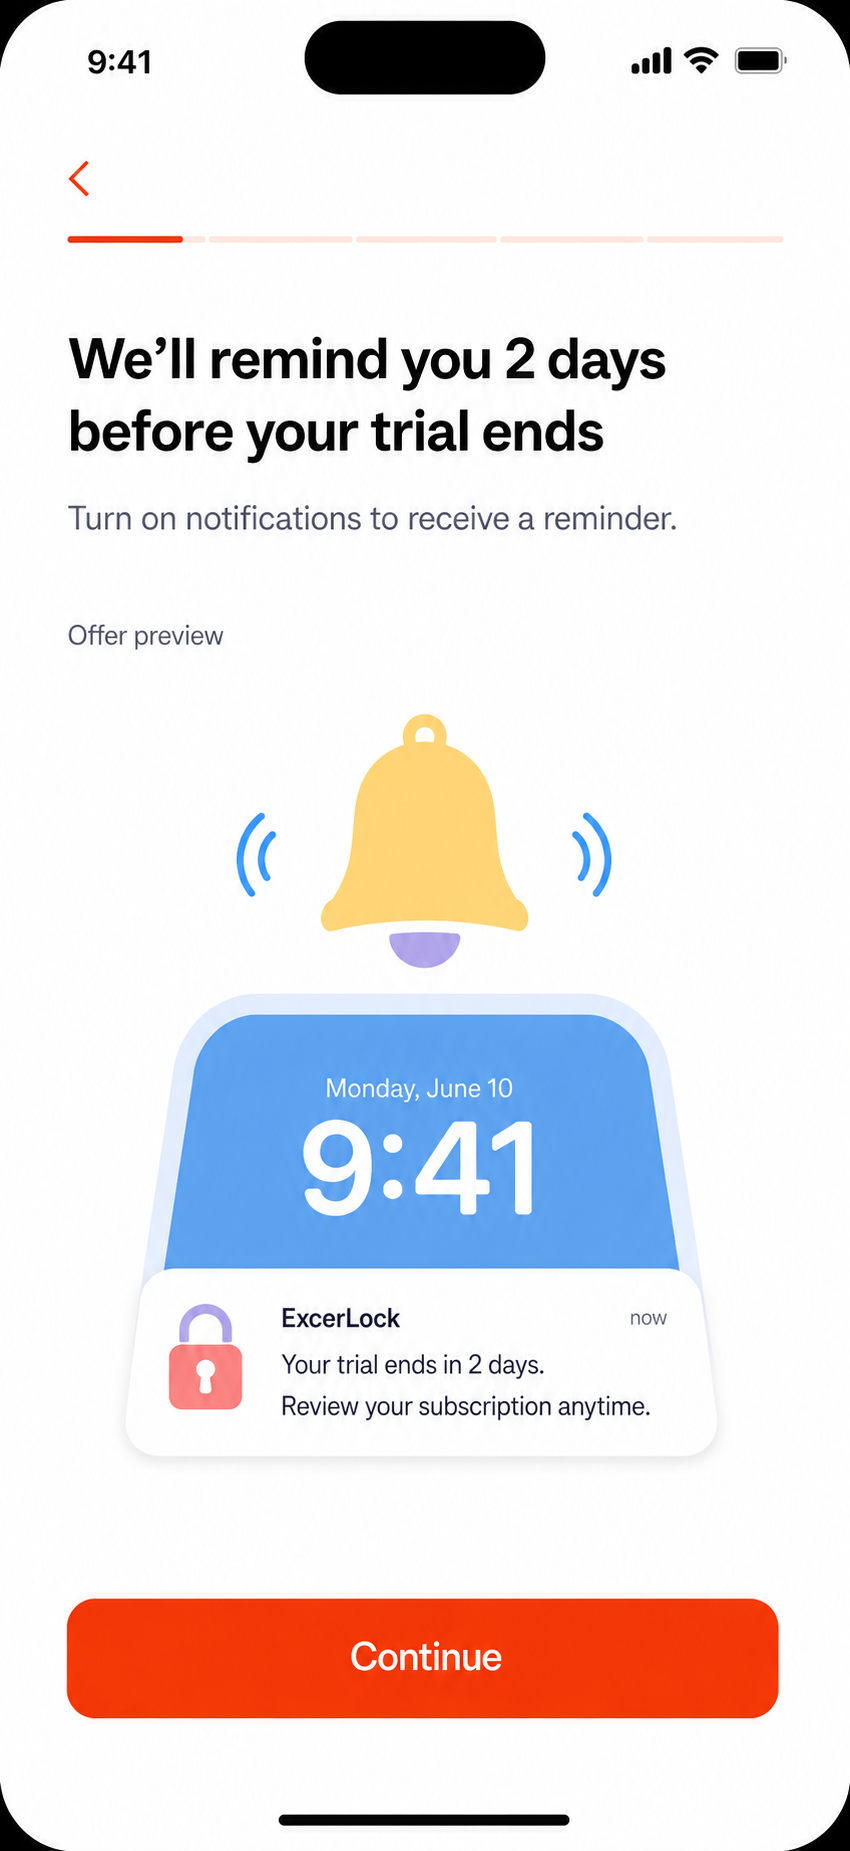 9:41
We’ll remind you 2 days
before your trial ends
Turn on notifications to receive a reminder.
Offer preview
Monday, June 10
9:41
ExcerLock now
Your trial ends in 2 days.
Review your subscription anytime.
Continue